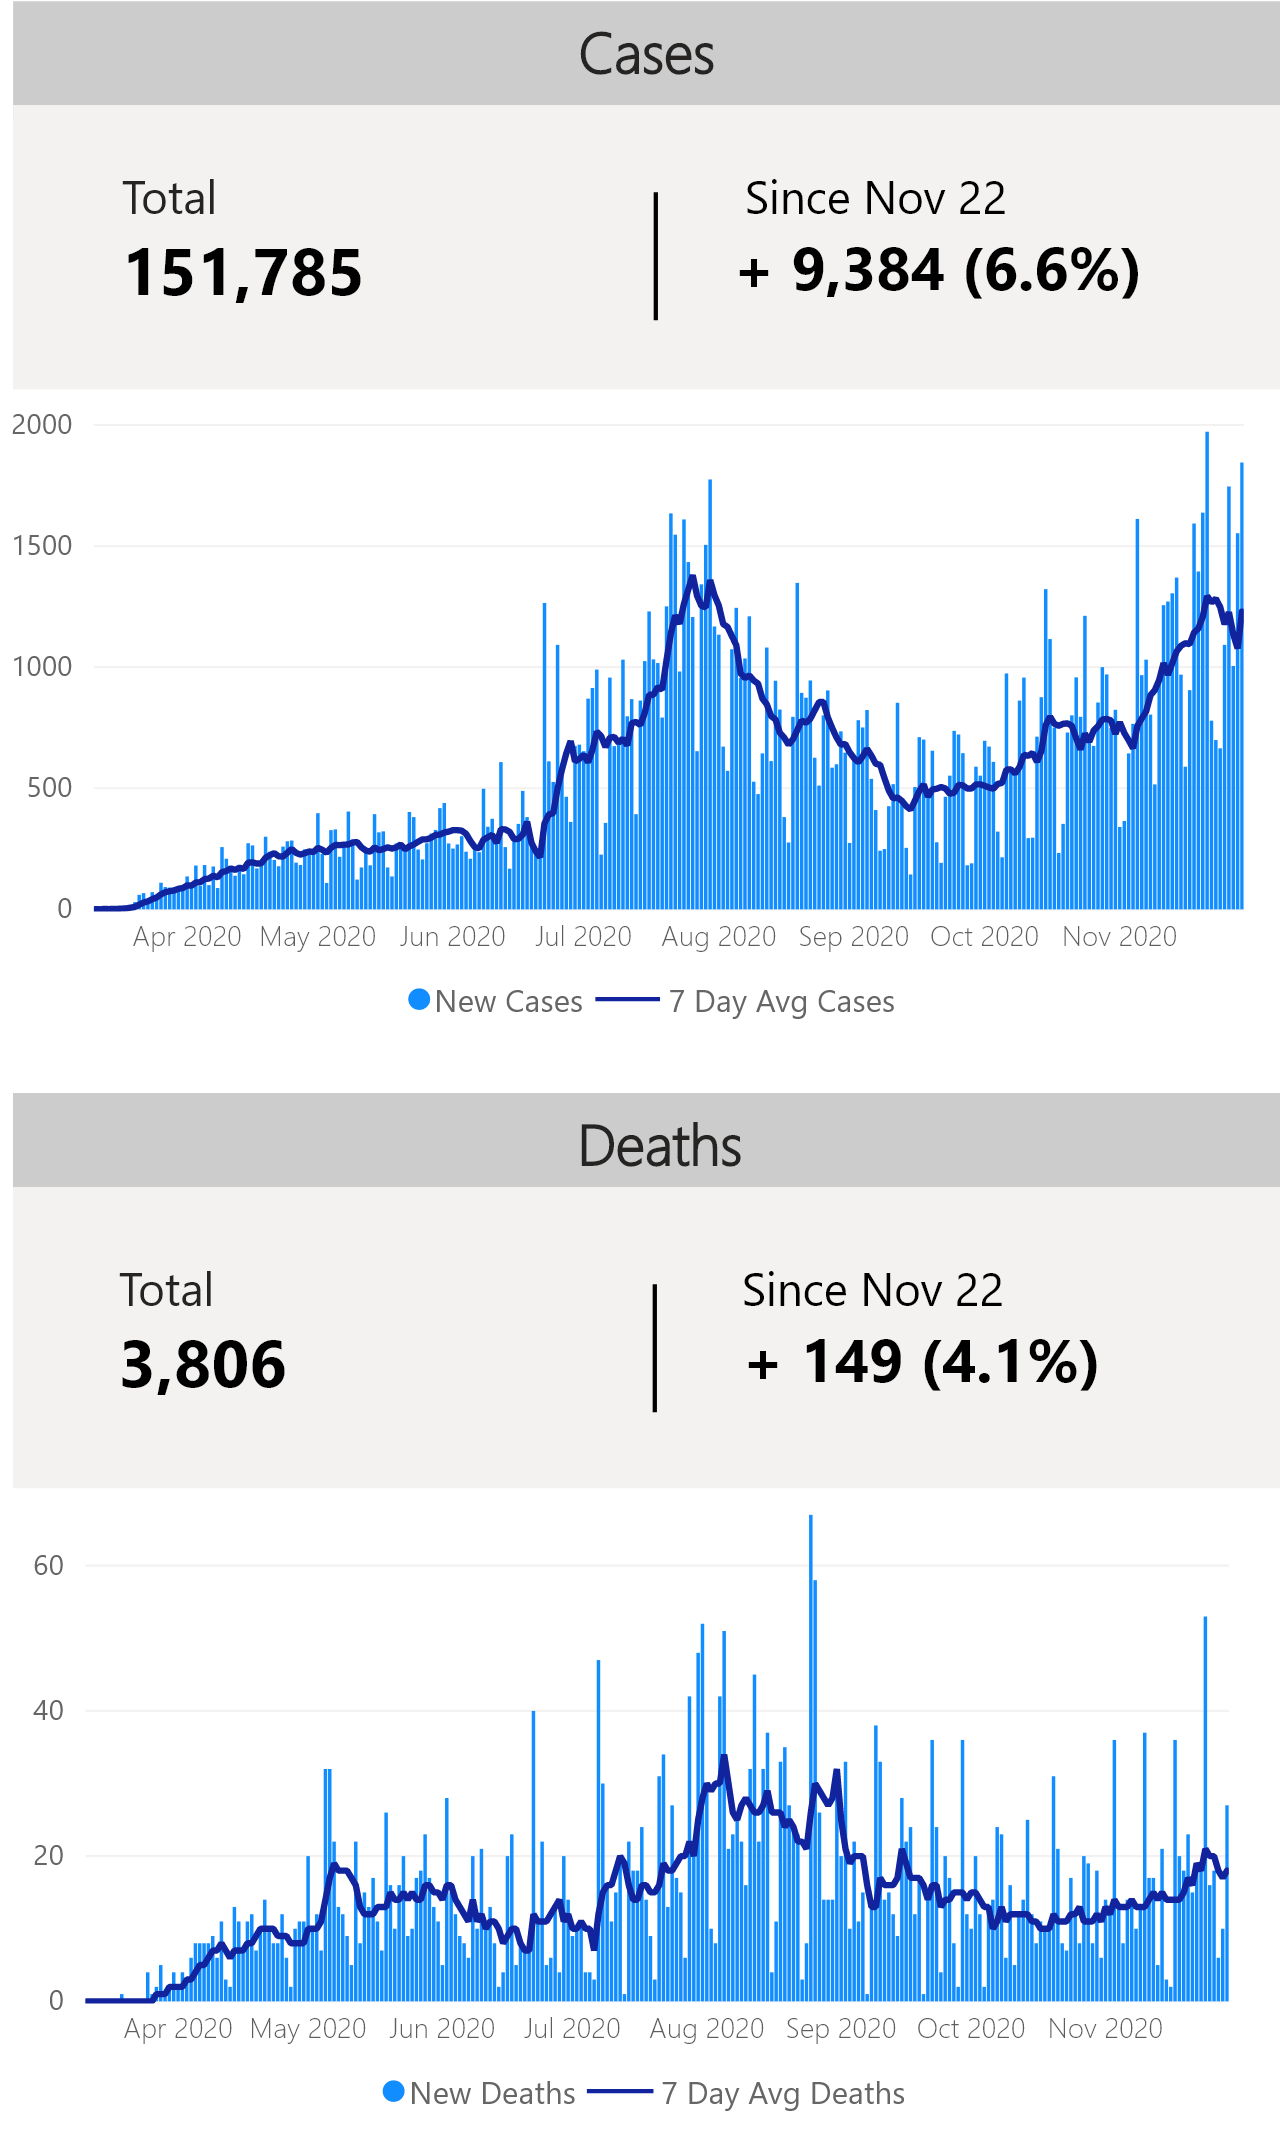 Cases
Total
Since Nov 22
151,785
+ 9,384 (6.6%)
2000
1500
1000
500
0
Apr 2020 May 2020 Jun 2020 Jul 2020 Aug 2020 Sep 2020 Oct 2020 Nov 2020
New Cases 7 Day Avg Cases
Deaths
Total
Since Nov 22
3,806
+ 149 (4.1%)
60
40
20
0
Apr 2020 May 2020 Jun 2020 Jul 2020 Aug 2020 Sep 2020 Oct 2020 Nov 2020
New Deaths 7 Day Avg Deaths